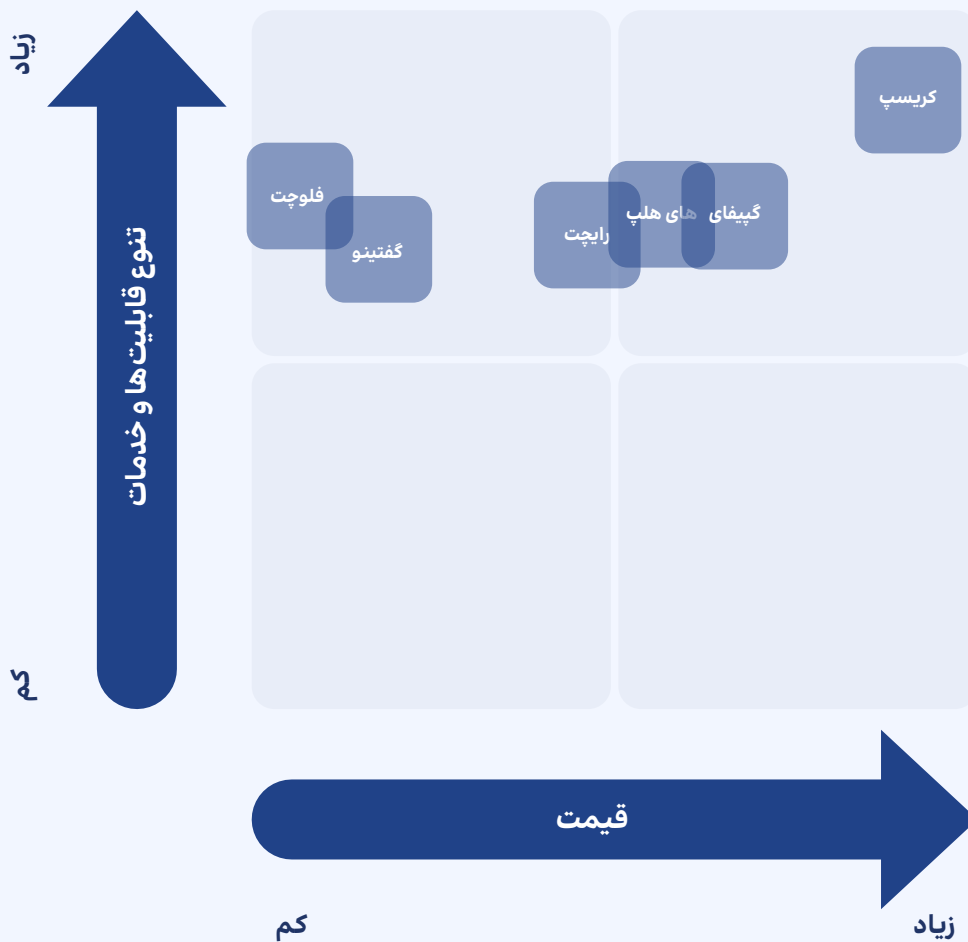 زیاد
کریسپ
فلوچت
گپیفای
های هلپ
رایچت
گفتینو
تنوع قابلیت‌ها و خدمات
کم
قیمت
زیاد
کم